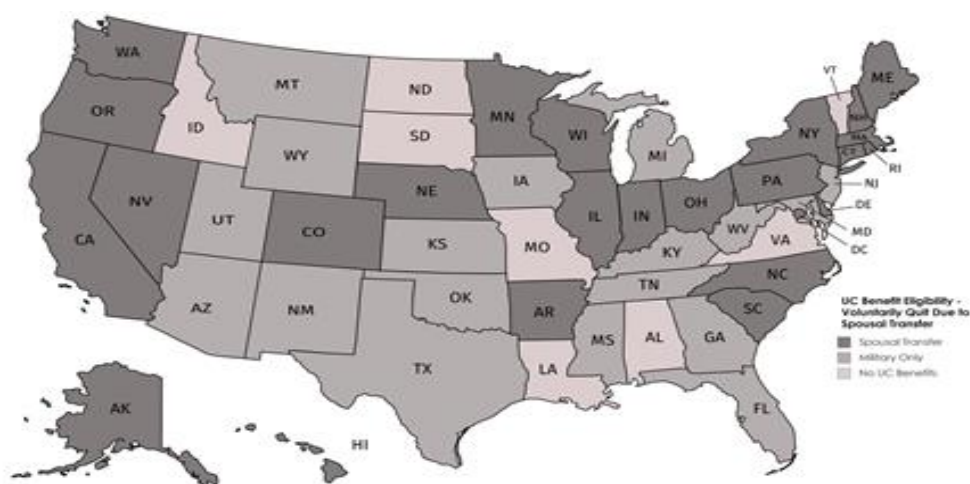 WA
OR
CA
NV
ID
MT
WY
UT
AZ
CO
NM
ND
SD
NE
KS
OK
TX
MN
IA
MO
AR
LA
WI
IL
MI
IN
OH
KY
TN
MS
AL
GA
FL
SC
NC
VA
WV
PA
NY
VT
NH
ME
MA
CT
RI
NJ
DE
MD
DC
AK
HI
UC Benefit Eligibility -
Voluntarily Quit Due to
Spousal Transfer
Spousal Transfer
Military Only
No UC Benefits